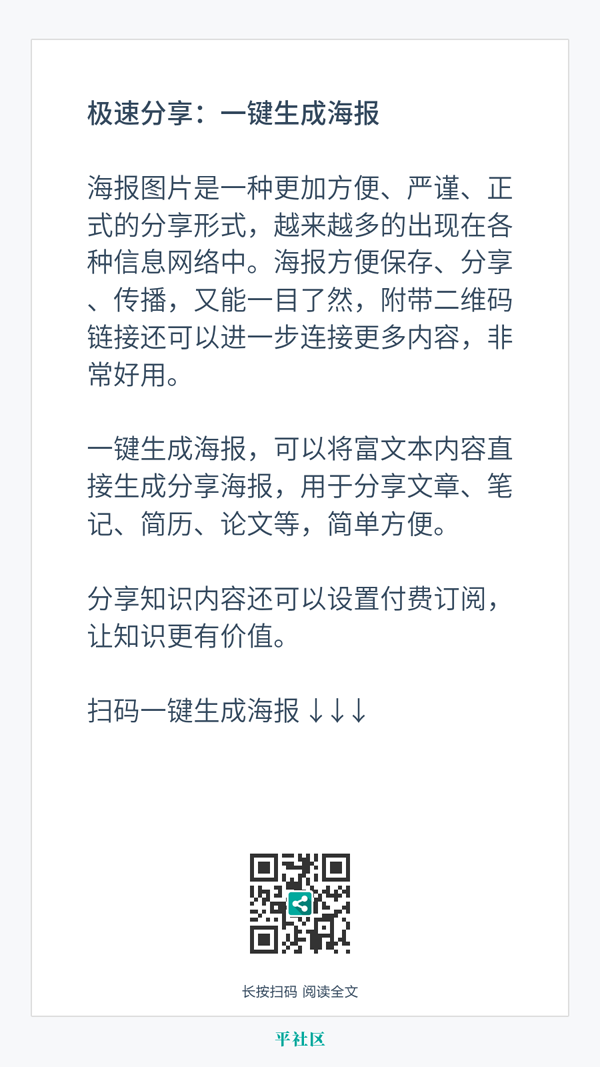 极速分享：一键生成海报
海报图片是一种更加方便、严谨、正
式的分享形式，越来越多的出现在各
种信息网络中。海报方便保存、分享
、传播，又能一目了然，附带二维码
链接还可以进一步连接更多内容，非
常好用。
一键生成海报，可以将富文本内容直
接生成分享海报，用于分享文章、笔
记、简历、论文等，简单方便。
分享知识内容还可以设置付费订阅，
让知识更有价值。
扫码一键生成海报 ↓↓↓
长按扫码 阅读全文
平社区